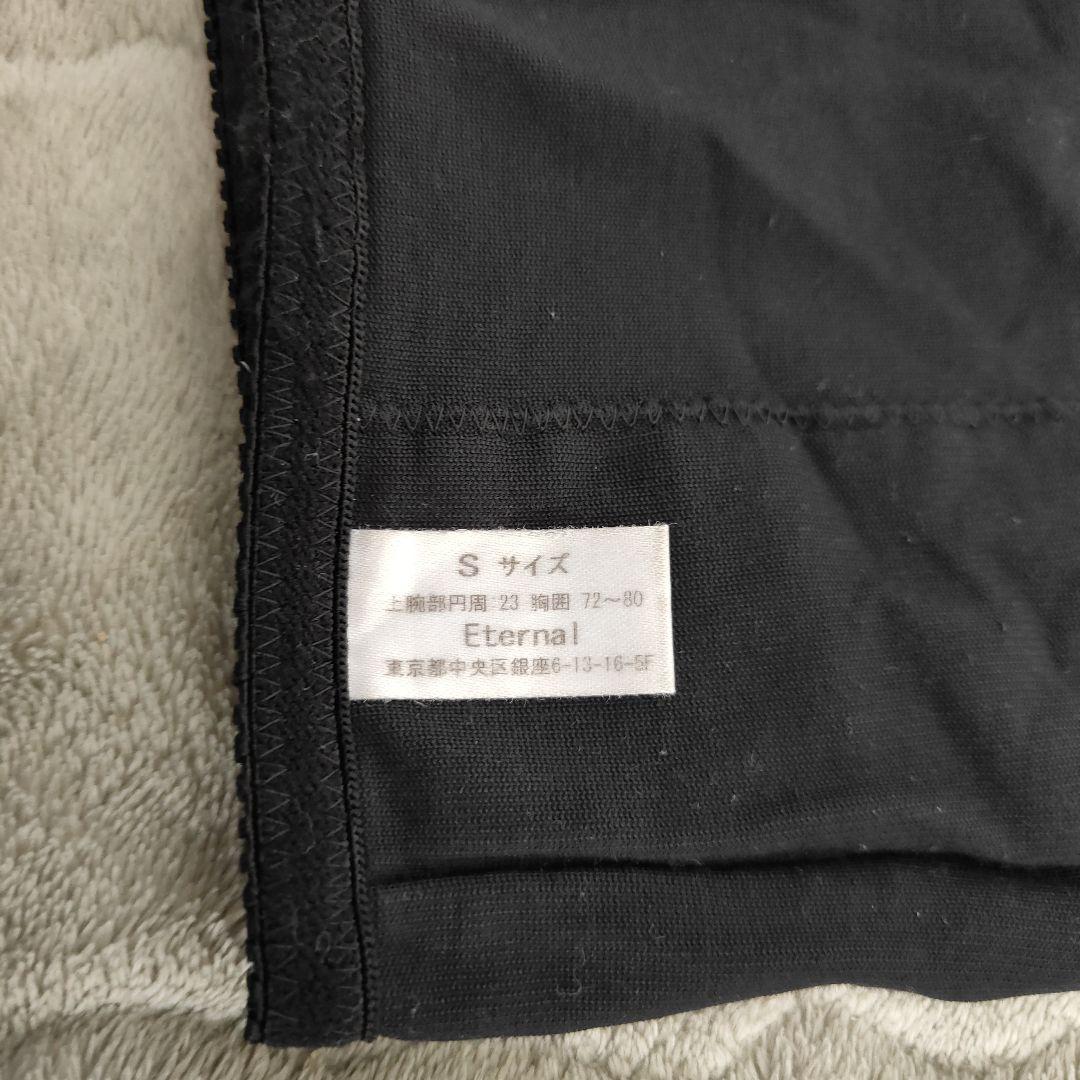 S サイズ
上腕部円周 23 胸囲 72～80
Eternal
東京都中央区銀座6-13-16-5F